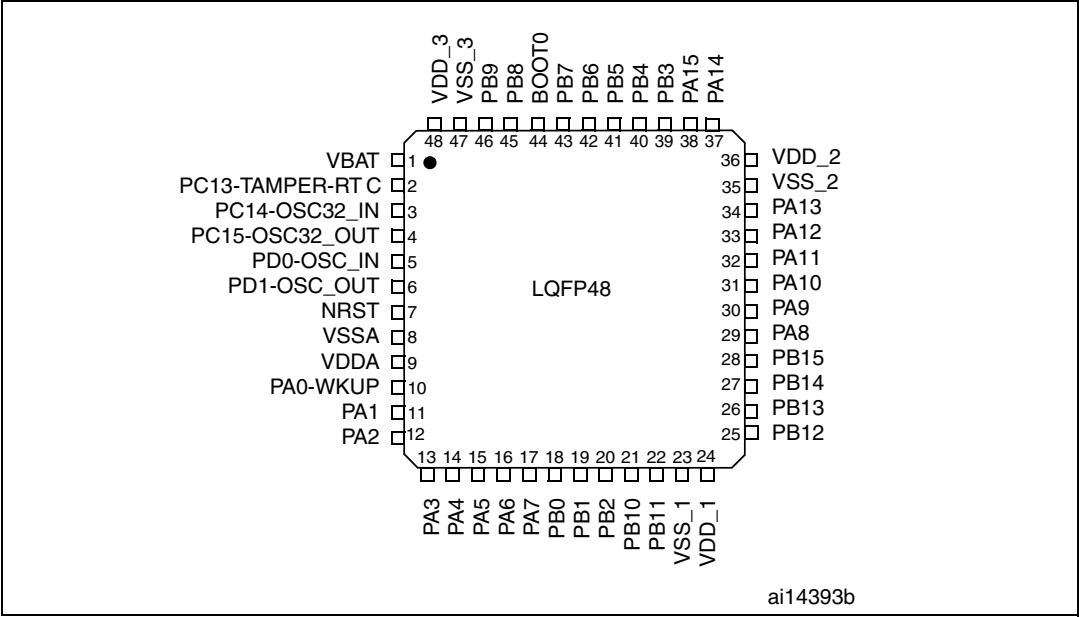 VDD_3
VSS_3
PB9
PB8
BOOT0
PB7
PB6
PB5
PB4
PB3
PA15
PA14
48 47 46 45 44 43 42 41 40 39 38 37
VBAT 1 36 VDD_2
PC13-TAMPER-RT C 2 35 VSS_2
PC14-OSC32_IN 3 34 PA13
PC15-OSC32_OUT 4 33 PA12
PD0-OSC_IN 5 32 PA11
PD1-OSC_OUT 6 31 PA10
LQFP48
NRST 7 30 PA9
VSSA 8 29 PA8
VDDA 9 28 PB15
PA0-WKUP 10 27 PB14
PA1 11 26 PB13
PA2 12 25 PB12
13 14 15 16 17 18 19 20 21 22 23 24
PA3
PA4
PA5
PA6
PA7
PB0
PB1
PB2
PB10
PB11
VSS_1
VDD_1
ai14393b